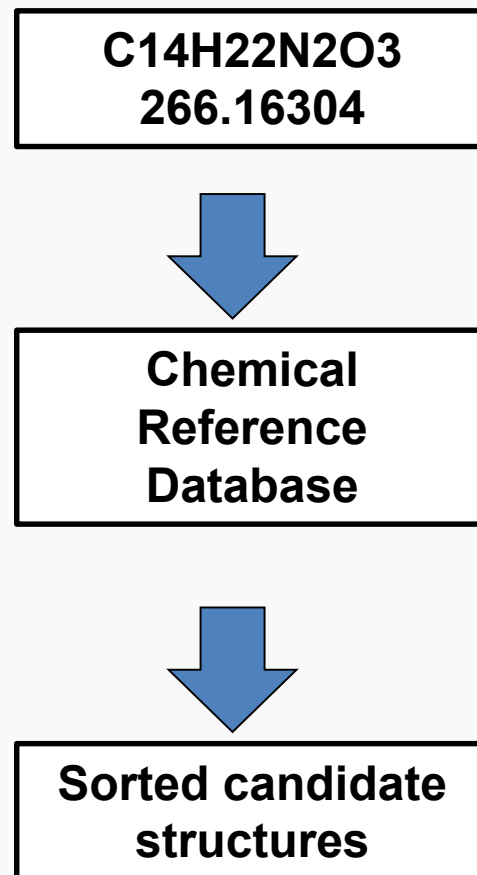 C14H22N2O3
266.16304
Chemical
Reference
Database
Sorted candidate
structures